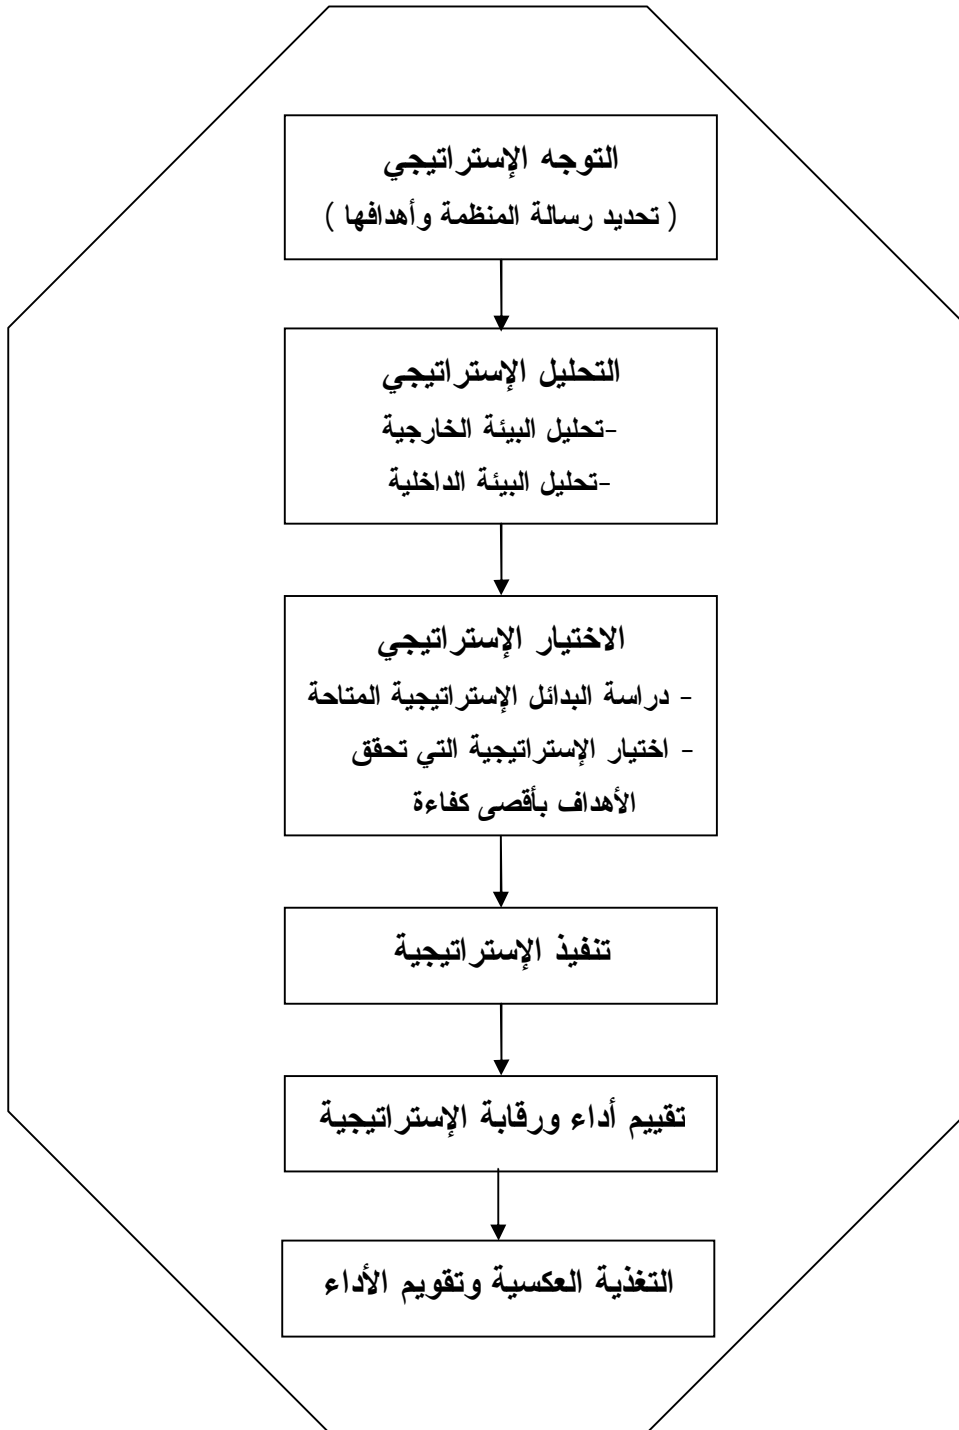 التوجه الإستراتيجي
( تحديد رسالة المنظمة وأهدافها )
التحليل الإستراتيجي
-تحليل البيئة الخارجية
-تحليل البيئة الداخلية
الاختيار الإستراتيجي
- دراسة البدائل الإستراتيجية المتاحة
- اختيار الإستراتيجية التي تحقق
الأهداف بأقصى كفاءة
تنفيذ الإستراتيجية
تقييم أداء ورقابة الإستراتيجية
التغذية العكسية وتقويم الأداء